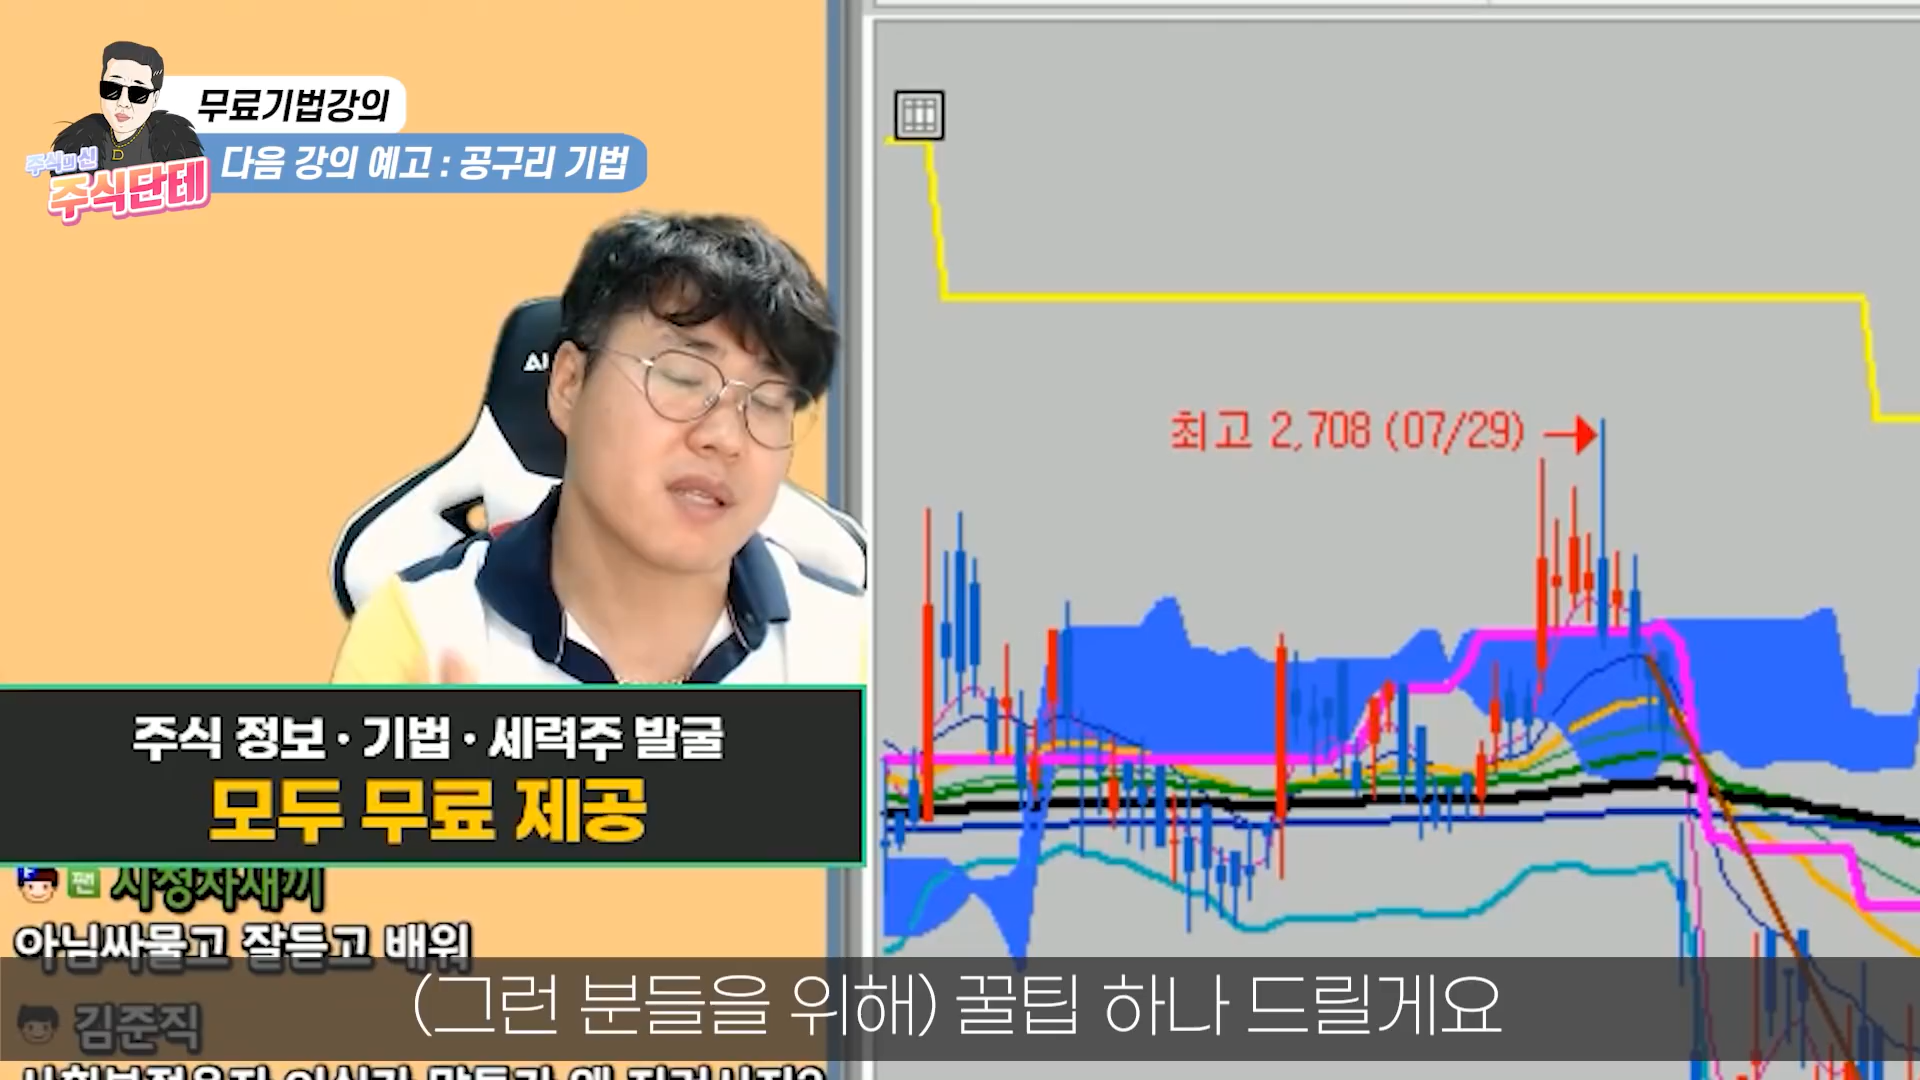 무료기법강의
다음 강의 예고 : 공구리 기법
주식의 신
주식단테
최고 2,708 (07/29)
주식 정보 · 기법 · 세력주 발굴
모두 무료 제공
팬 시청자새끼
아님싸물고 잘듣고 배워
김준직
(그런 분들을 위해) 꿀팁 하나 드릴게요